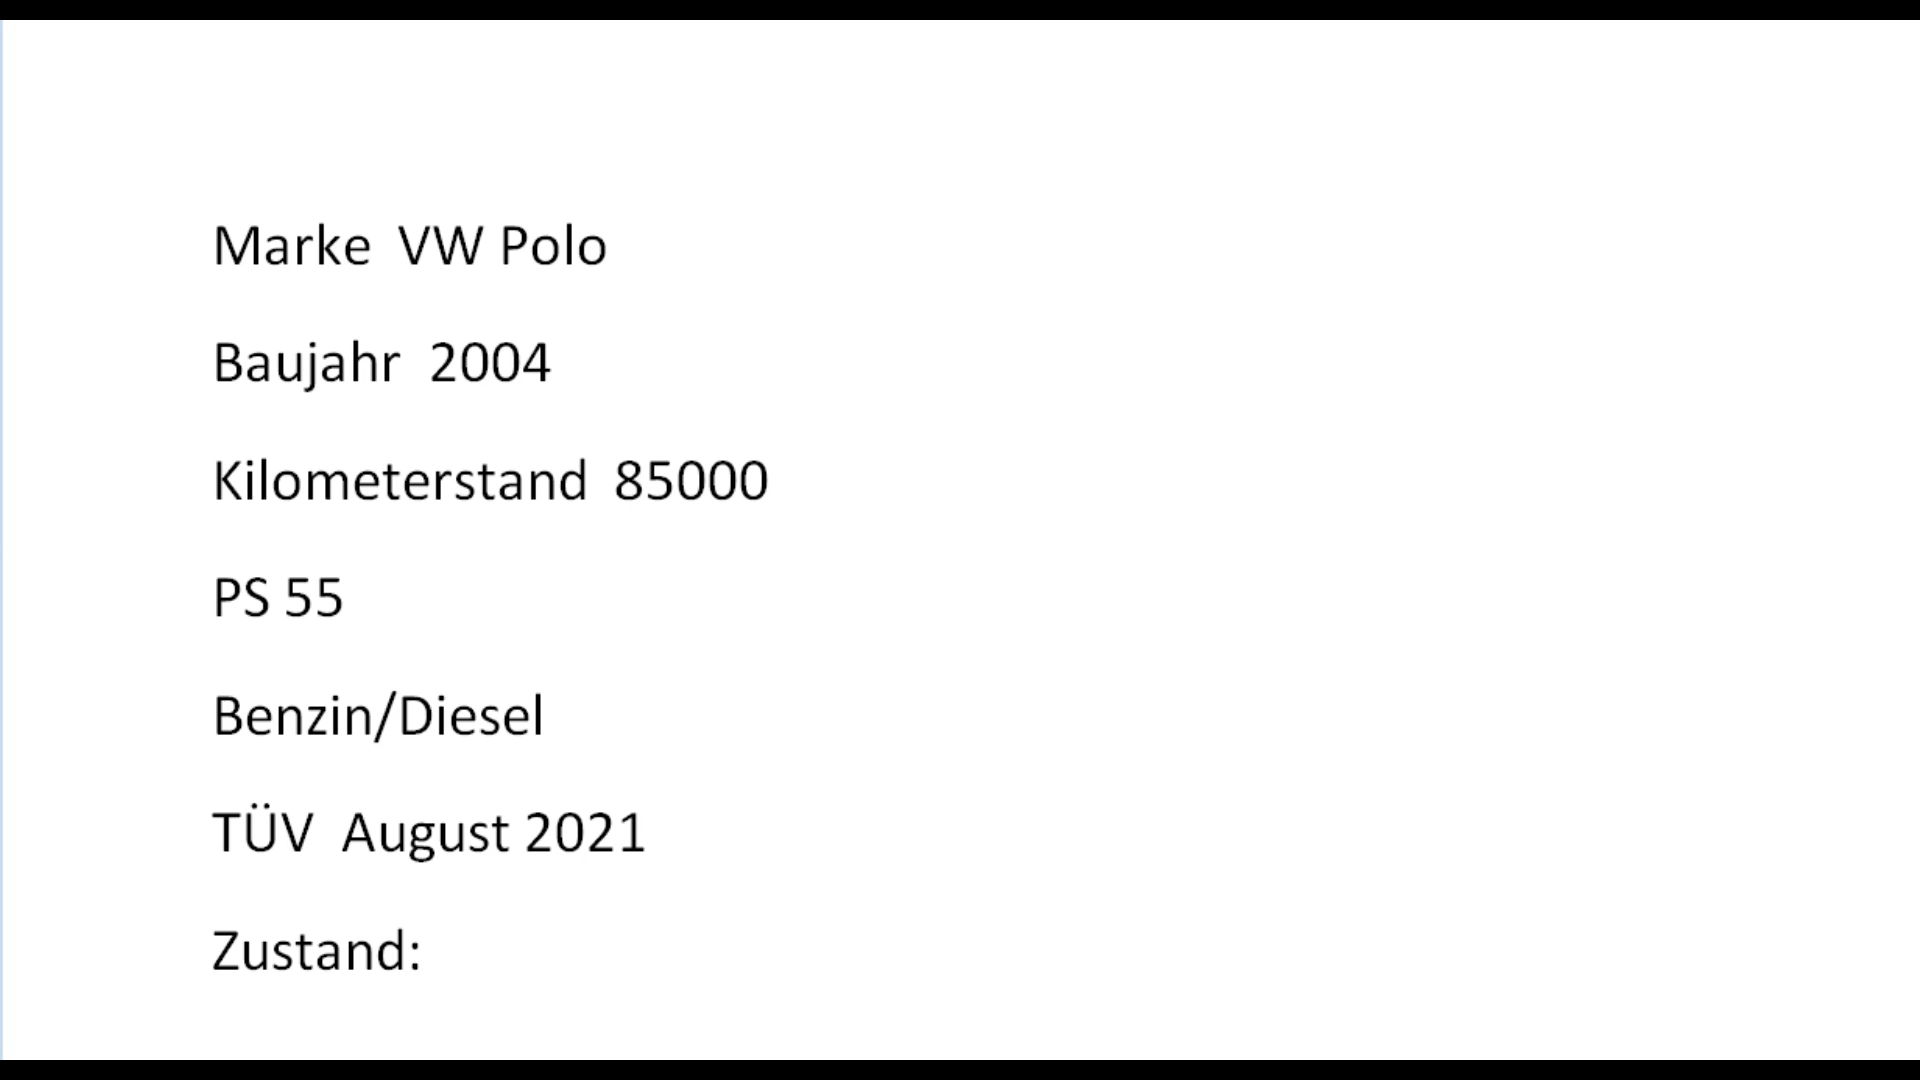 Marke  VW Polo
Baujahr  2004
Kilometerstand  85000
PS 55
Benzin/Diesel
TÜV  August 2021
Zustand: